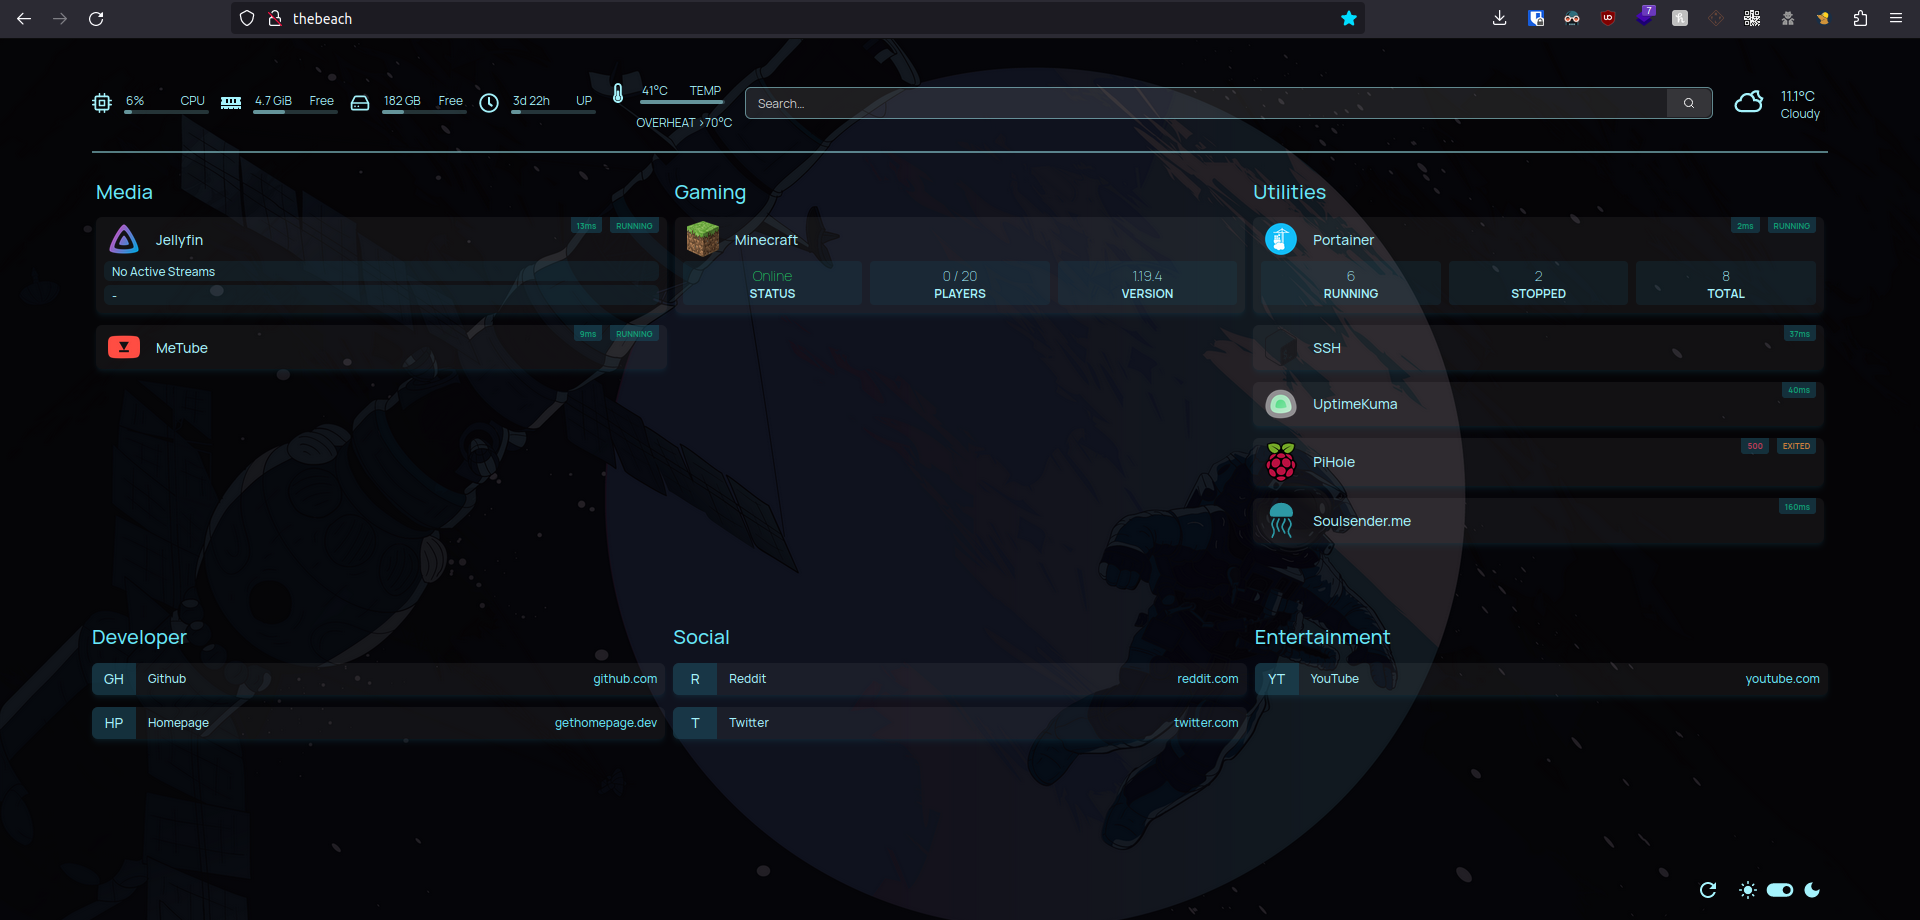 thebeach
7
6% CPU
4.7 GiB Free
182 GB Free
3d 22h UP
41°C TEMP
OVERHEAT >70°C
Search...
11.1°C
Cloudy
Media
Jellyfin
13ms RUNNING
No Active Streams
-
MeTube
9ms RUNNING
Gaming
Minecraft
Online
STATUS
0 / 20
PLAYERS
1.19.4
VERSION
Utilities
Portainer
2ms RUNNING
6
RUNNING
2
STOPPED
8
TOTAL
SSH
37ms
UptimeKuma
40ms
PiHole
500 EXITED
Soulsender.me
160ms
Developer
GH Github github.com
HP Homepage gethomepage.dev
Social
R Reddit reddit.com
T Twitter twitter.com
Entertainment
YT YouTube youtube.com